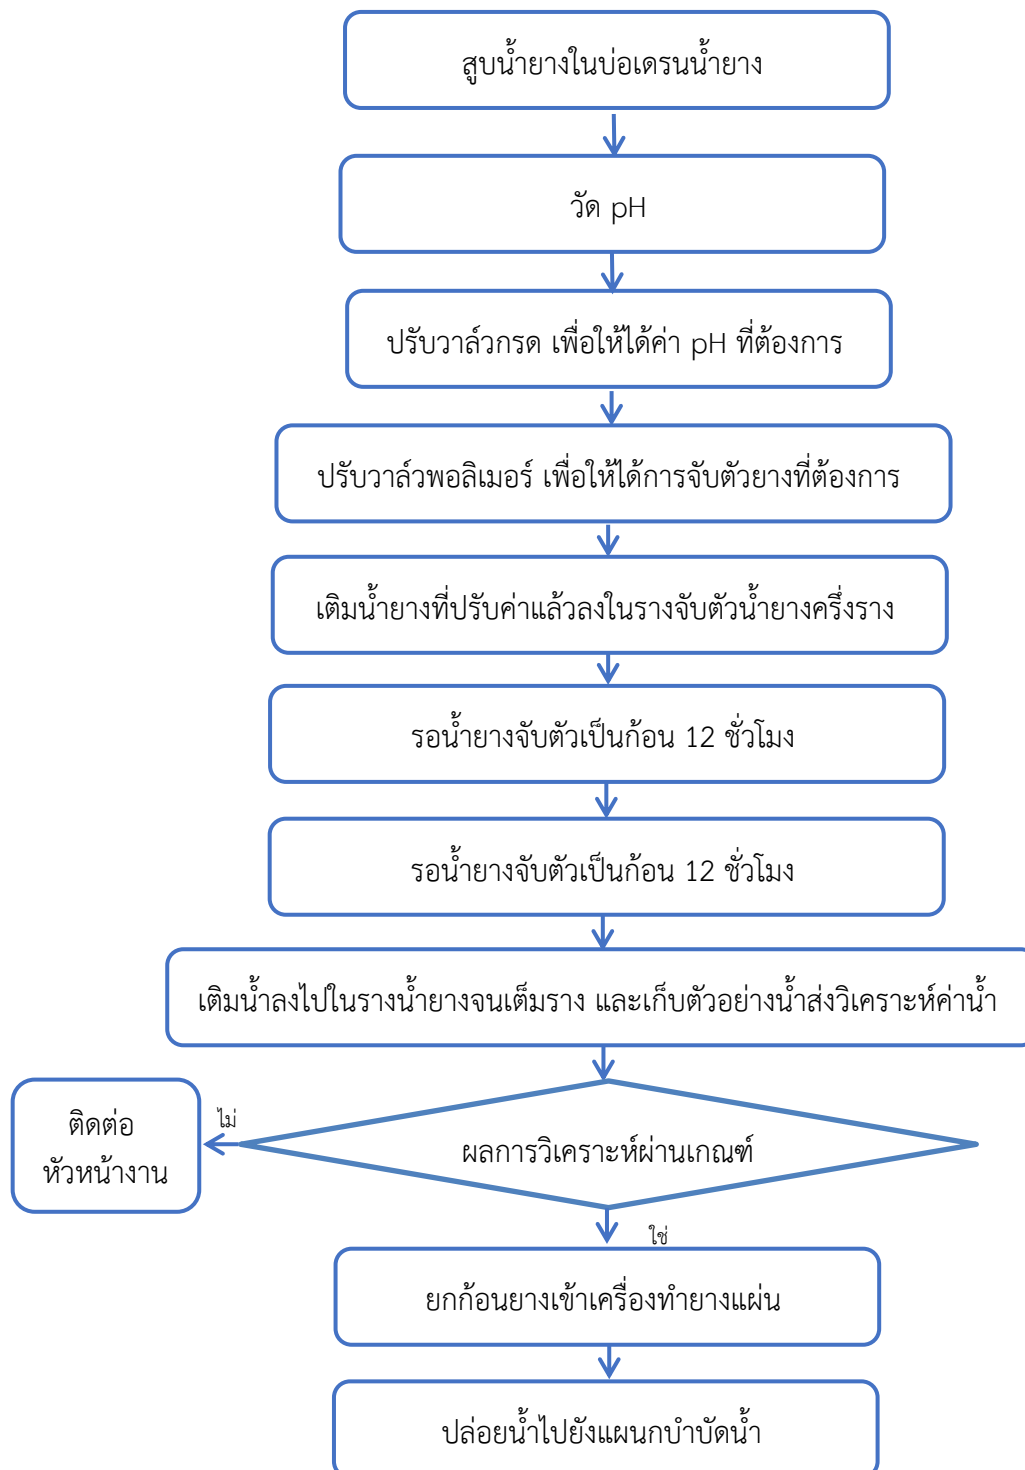 สูบน้ำยางในบ่อเดรนน้ำยาง
วัด pH
ปรับวาล์วกรด เพื่อให้ได้ค่า pH ที่ต้องการ
ปรับวาล์วพอลิเมอร์ เพื่อให้ได้การจับตัวยางที่ต้องการ
เติมน้ำยางที่ปรับค่าแล้วลงในรางจับตัวน้ำยางครึ่งราง
รอน้ำยางจับตัวเป็นก้อน 12 ชั่วโมง
รอน้ำยางจับตัวเป็นก้อน 12 ชั่วโมง
เติมน้ำลงไปในรางน้ำยางจนเต็มราง และเก็บตัวอย่างน้ำส่งวิเคราะห์ค่าน้ำ
ผลการวิเคราะห์ผ่านเกณฑ์
ไม่
ติดต่อ
หัวหน้างาน
ใช่
ยกก้อนยางเข้าเครื่องทำยางแผ่น
ปล่อยน้ำไปยังแผนกบำบัดน้ำ